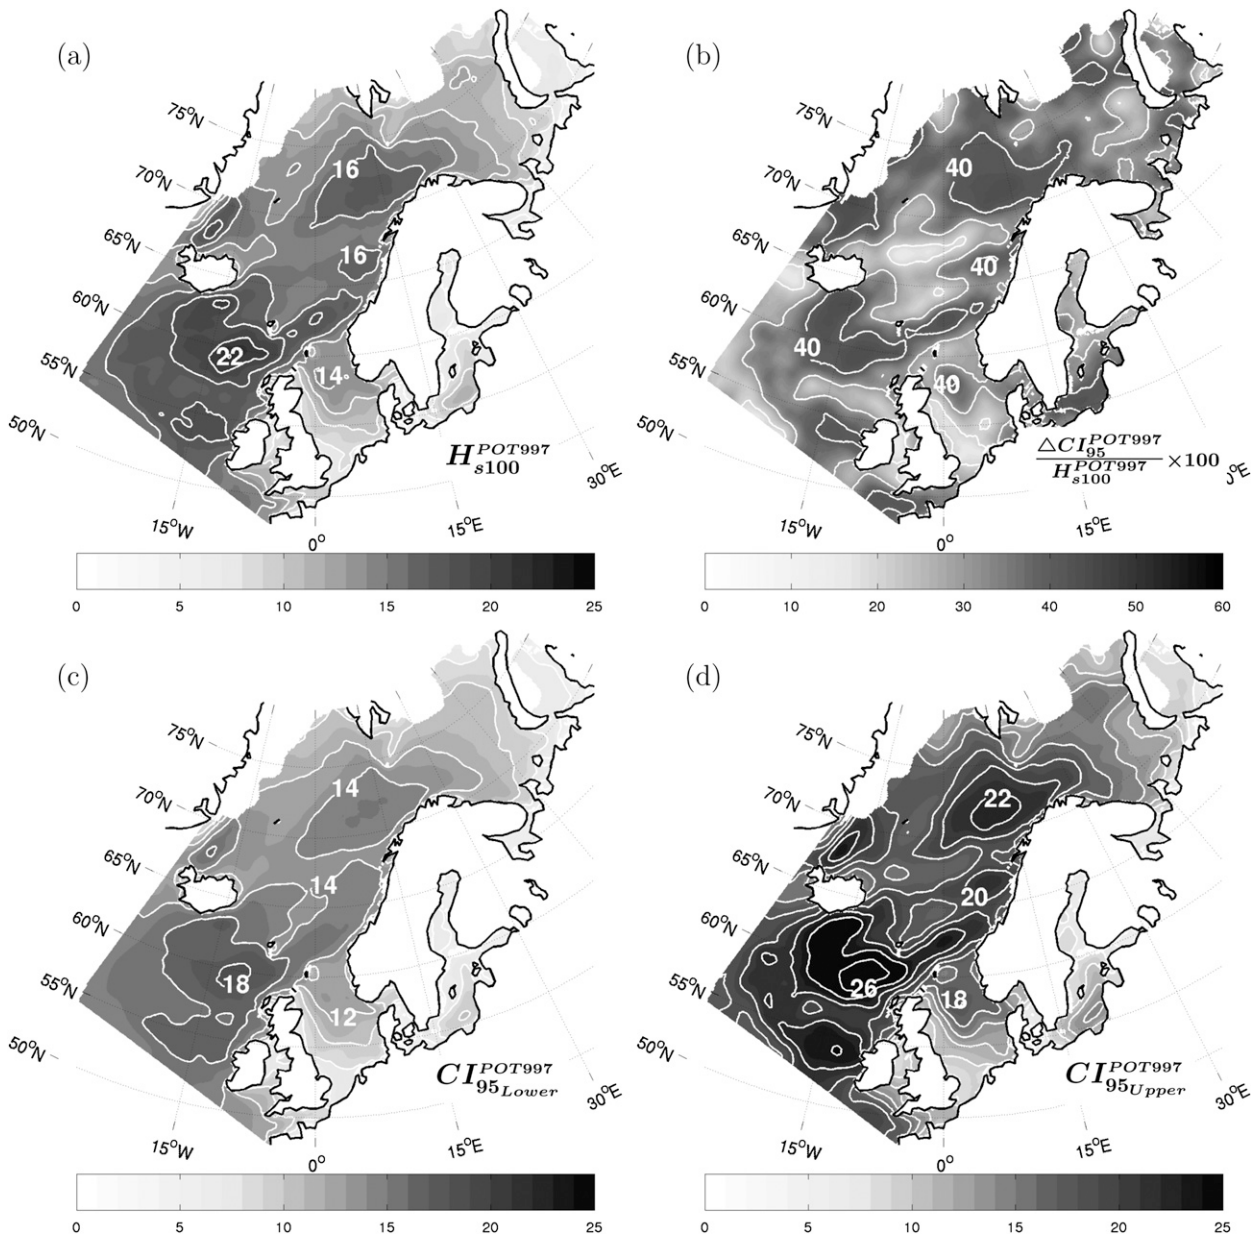 (a)
75°N
70°N
65°N
60°N
55°N
50°N
15°W
0°
15°E
30°E
16
16
22
14
H_{s100}^{POT997}
0 5 10 15 20 25
(b)
75°N
70°N
65°N
60°N
55°N
50°N
15°W
0°
15°E
0°E
40
40
40
40
△CI_{95}^{POT997}
H_{s100}^{POT997} ×100
0 10 20 30 40 50 60
(c)
75°N
70°N
65°N
60°N
55°N
50°N
15°W
0°
15°E
30°E
14
14
18
12
CI_{95_{Lower}}^{POT997}
0 5 10 15 20 25
(d)
75°N
70°N
65°N
60°N
55°N
50°N
15°W
0°
15°E
30°E
22
20
26
18
CI_{95_{Upper}}^{POT997}
0 5 10 15 20 25